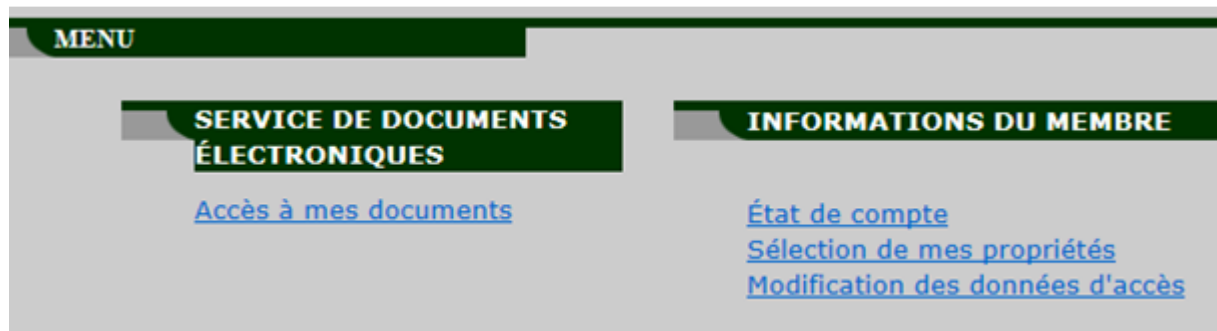 MENU
SERVICE DE DOCUMENTS
ÉLECTRONIQUES
Accès à mes documents
INFORMATIONS DU MEMBRE
État de compte
Sélection de mes propriétés
Modification des données d'accès